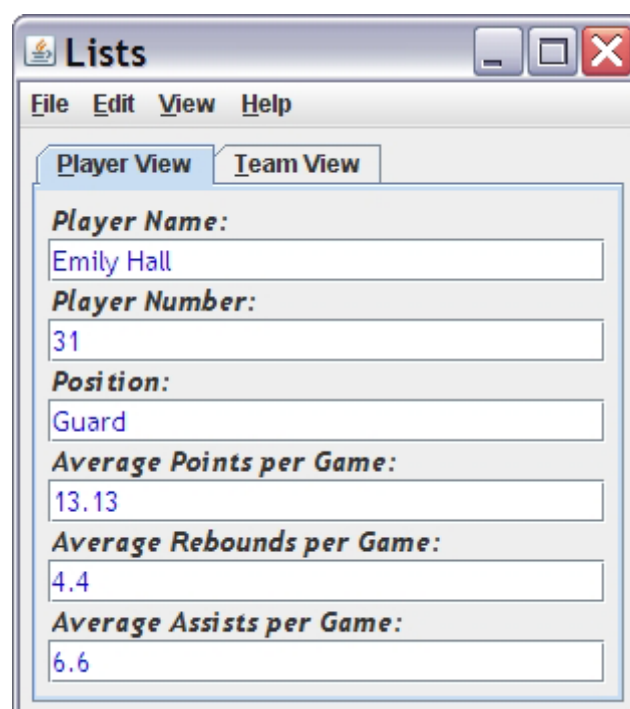 Lists
File Edit View Help
Player View Team View
Player Name:
Emily Hall
Player Number:
31
Position:
Guard
Average Points per Game:
13.13
Average Rebounds per Game:
4.4
Average Assists per Game:
6.6